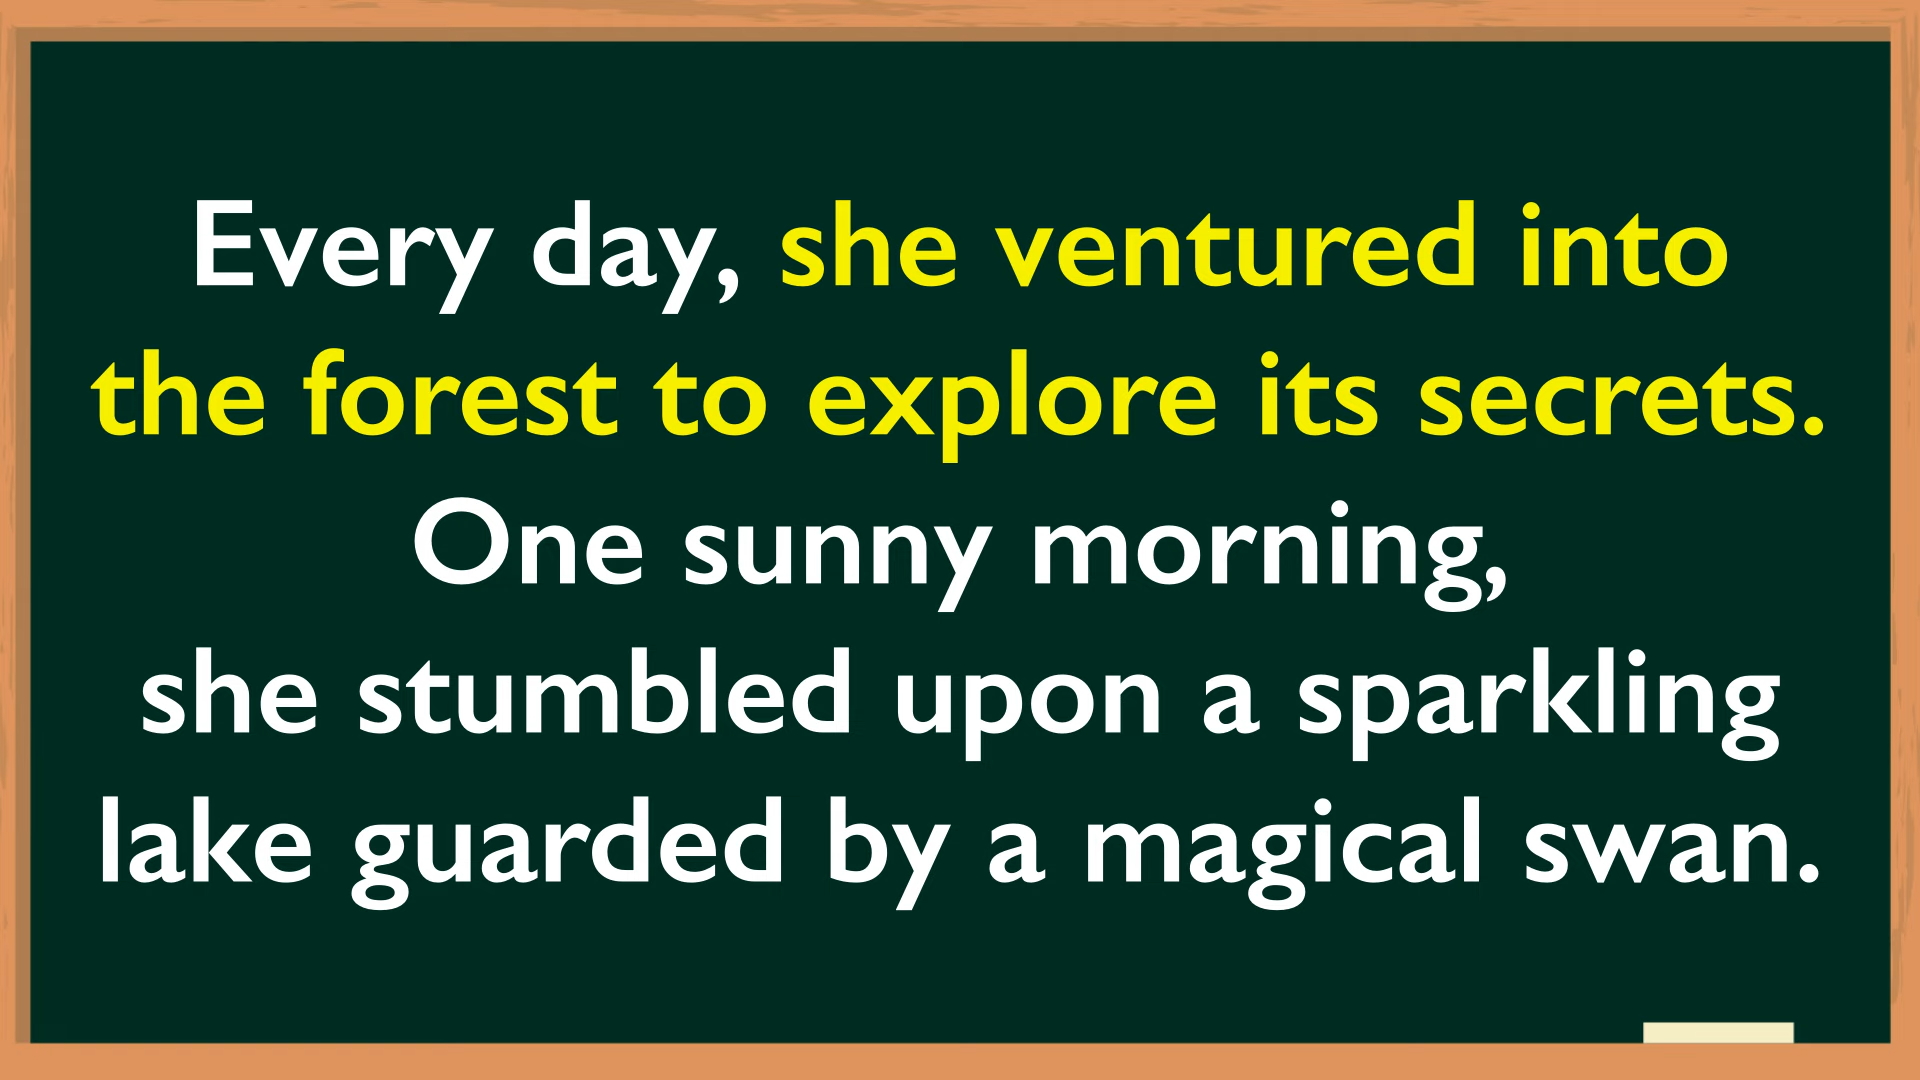 Every day, she ventured into
the forest to explore its secrets.
One sunny morning,
she stumbled upon a sparkling
lake guarded by a magical swan.